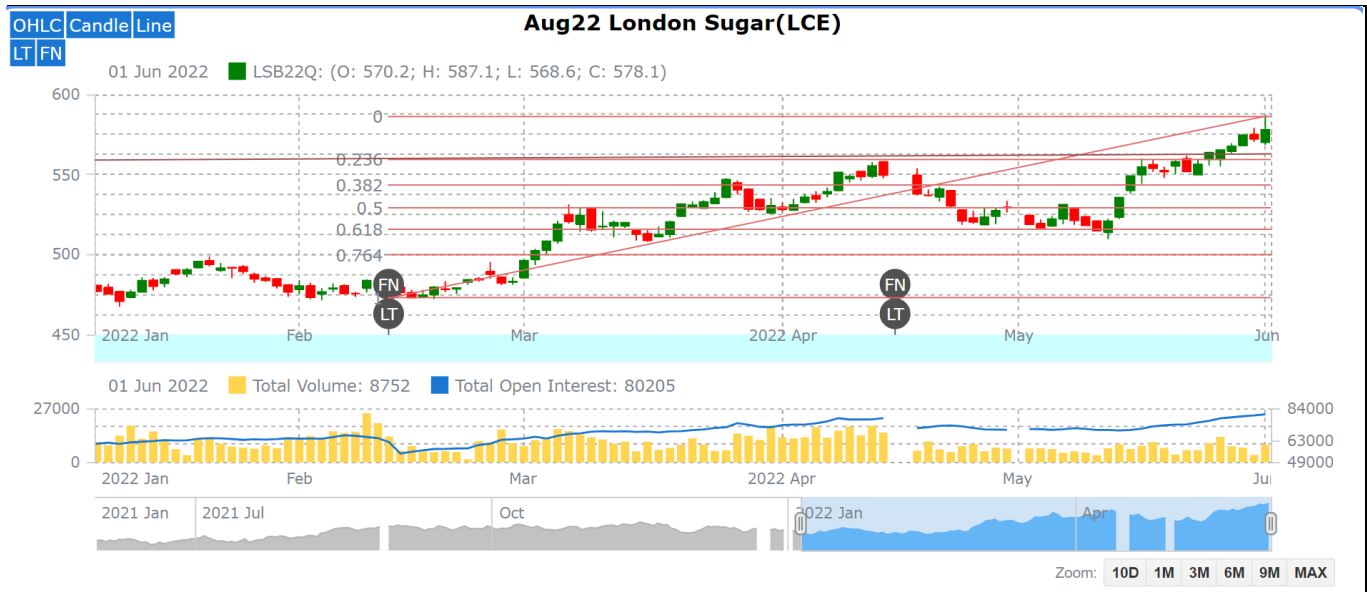 OHLC Candle Line
Aug22 London Sugar(LCE)
LT FN
01 Jun 2022 LSB22Q: (O: 570.2; H: 587.1; L: 568.6; C: 578.1)
600
0
0.236
550
0.382
0.5
0.618
500
0.764
FN FN
LT LT
450
2022 Jan Feb Mar 2022 Apr May Jun
01 Jun 2022 Total Volume: 8752 Total Open Interest: 80205
27000 84000
63000
0 49000
2022 Jan Feb Mar 2022 Apr May Jun
2021 Jan 2021 Jul Oct 2022 Jan Apr
Zoom: 10D 1M 3M 6M 9M MAX